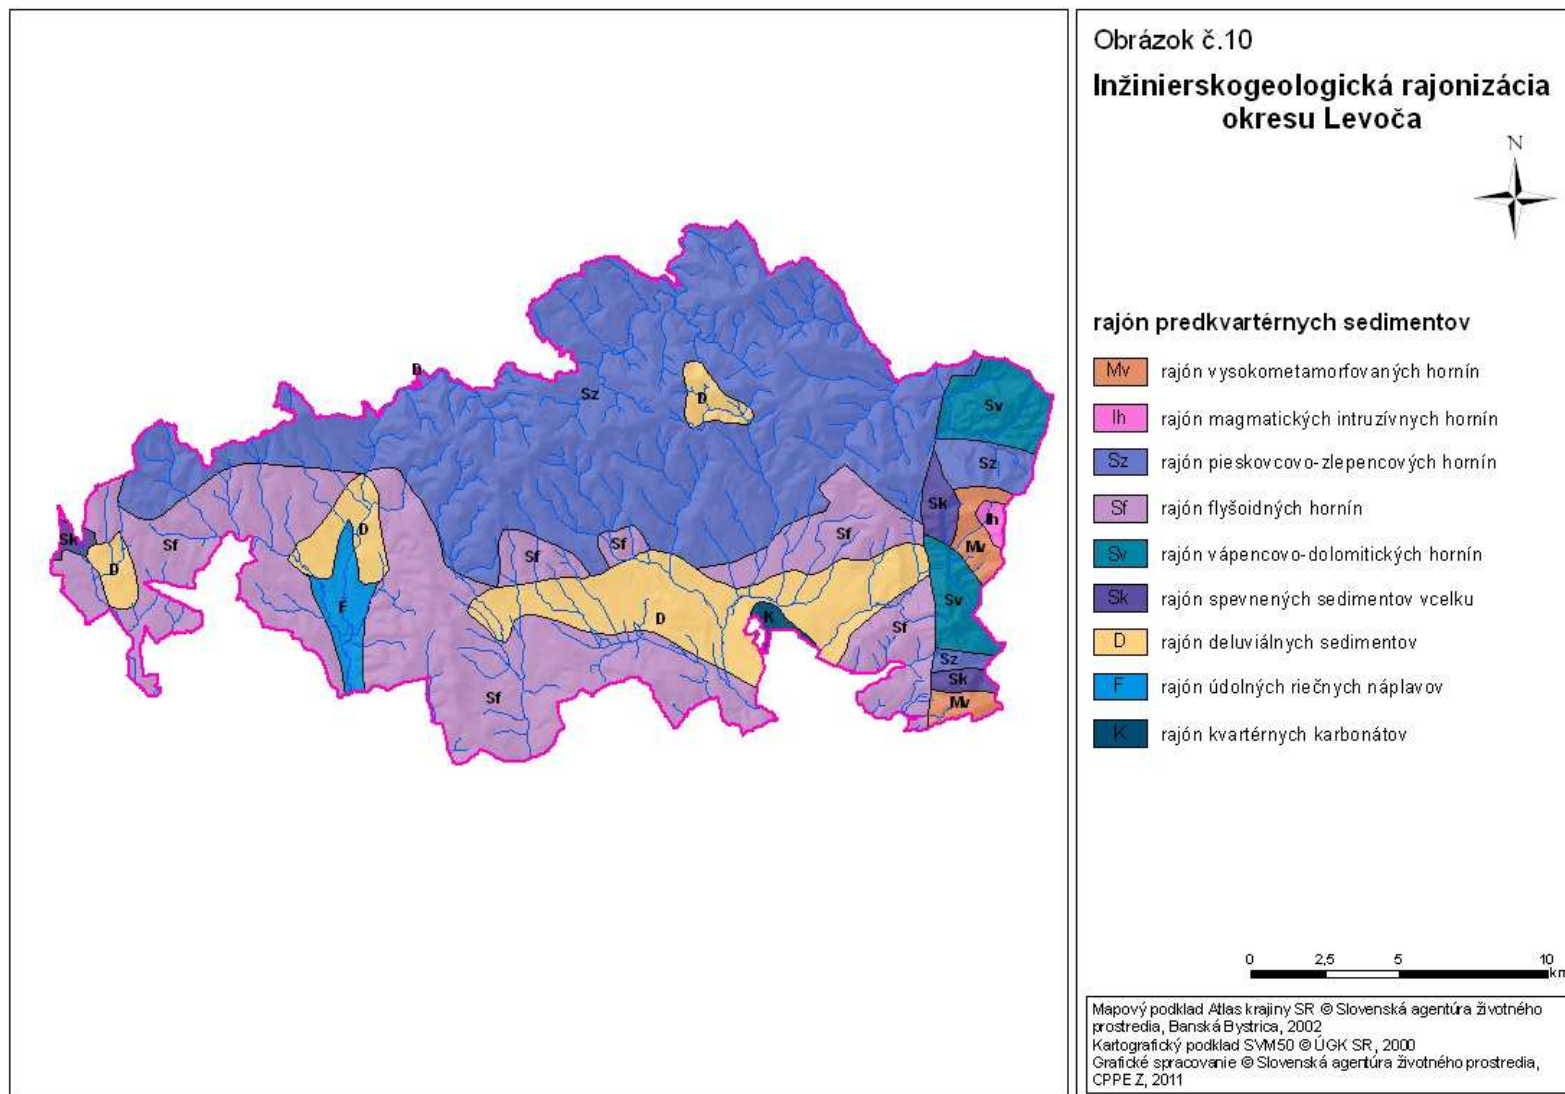 Obrázok č.10
Inžinierskogeologická rajonizácia
okresu Levoča
N
rajón predkvartérnych sedimentov
Mv rajón vysokometamorfovaných hornín
Ih rajón magmatických intruzívnych hornín
Sz rajón pieskovcovo-zlepencových hornín
Sf rajón flyšoidných hornín
Sv rajón vápencovo-dolomitických hornín
Sk rajón spevnených sedimentov vcelku
D rajón deluviálnych sedimentov
F rajón údolných riečnych náplavov
K rajón kvartérnych karbonátov
0 2,5 5 10
km
Mapový podklad Atlas krajiny SR © Slovenská agentúra životného
prostredia, Banská Bystrica, 2002
Kartografický podklad SVM50 © ÚGK SR, 2000
Grafické spracovanie © Slovenská agentúra životného prostredia,
CPPE Z, 2011
D
Sz
D
Sv
Sz
Sk
Ih
Mv
Sk
Sf
D
D
F
Sf
Sf
Sf
D
K
Sf
Sv
Sz
Sk
Mv
Sf